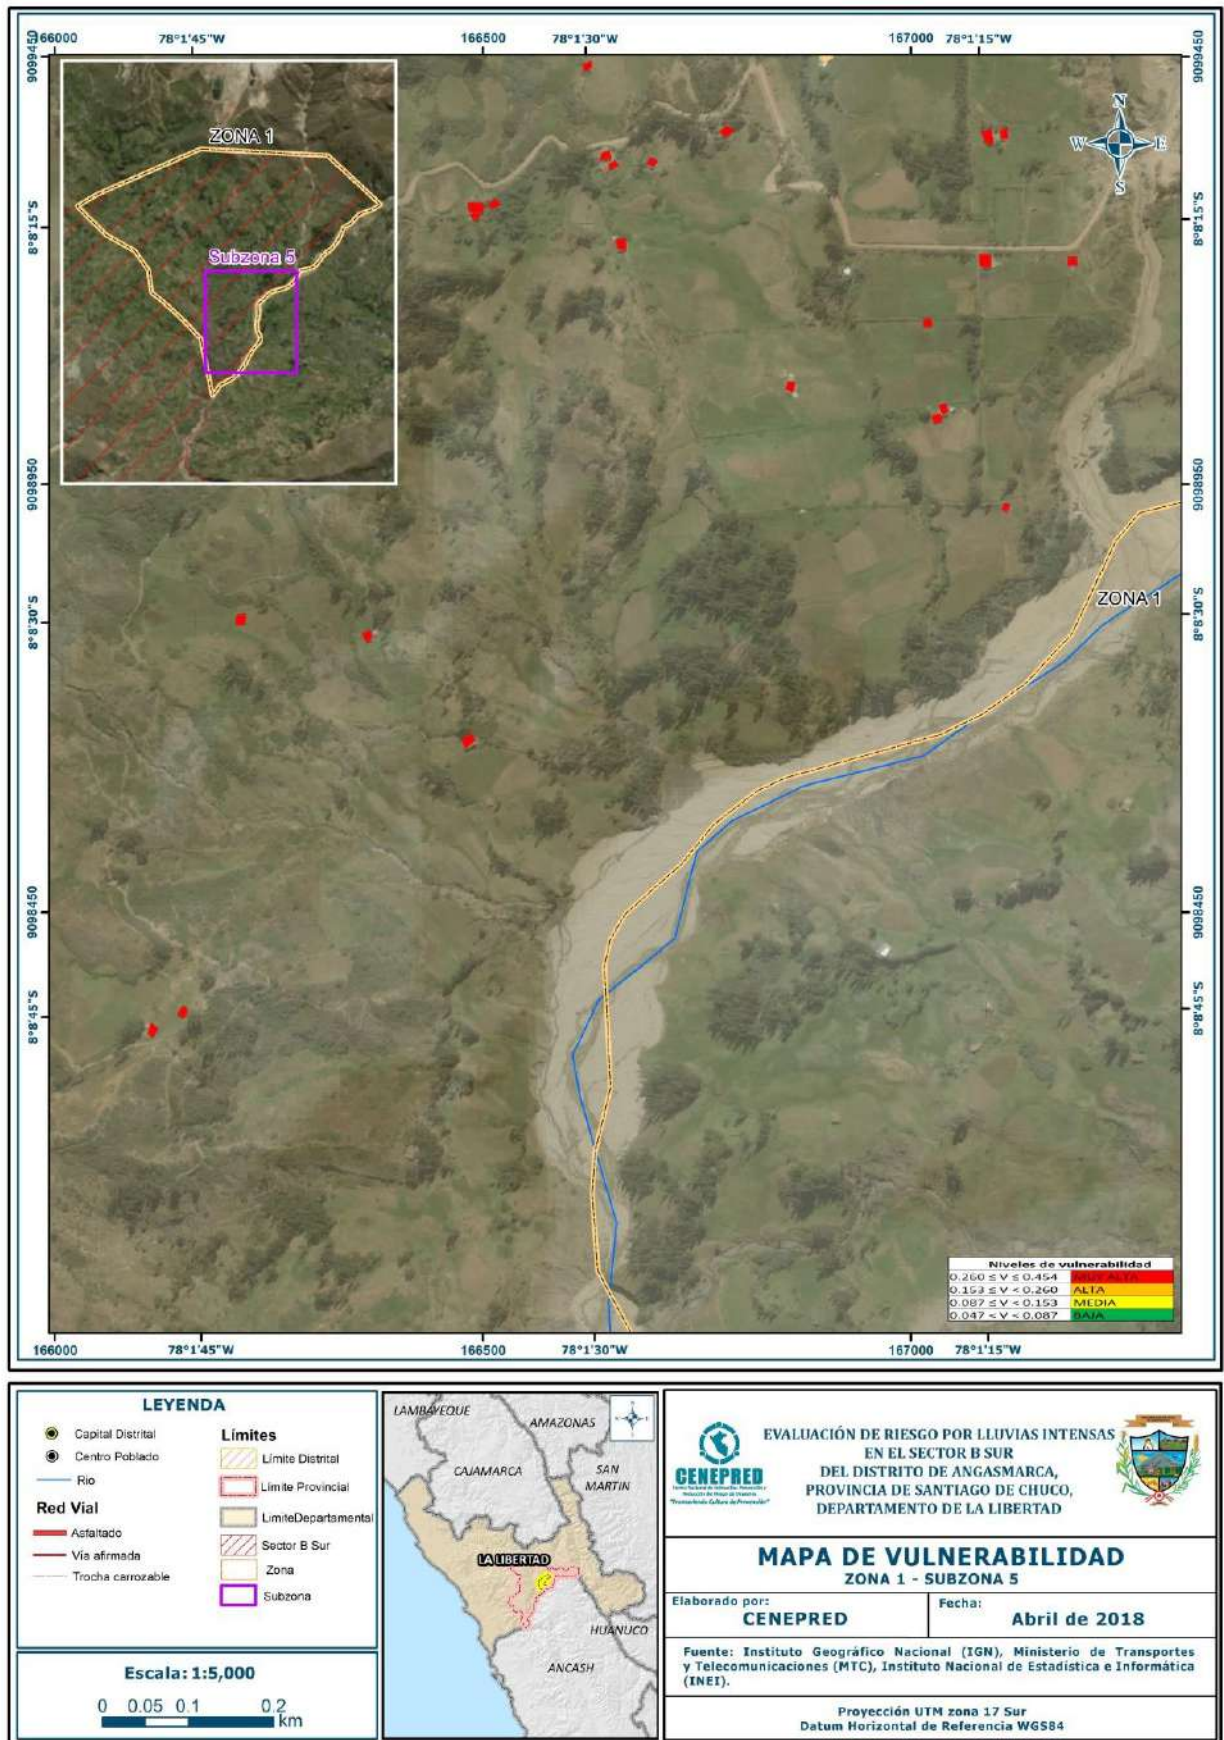 166000 78°1'45"W 166500 78°1'30"W 167000 78°1'15"W
9099450
9099450
ZONA 1
Subzona 5
N
W E
S
8°8'15"S
8°8'15"S
9098950
9098950
ZONA 1
8°8'30"S
8°8'30"S
9098450
9098450
8°8'45"S
8°8'45"S
Niveles de vulnerabilidad
0.260 ≤ V ≤ 0.454 MUY ALTA
0.153 ≤ V < 0.260 ALTA
0.087 ≤ V < 0.153 MEDIA
0.047 < V < 0.087 BAJA
166000 78°1'45"W 166500 78°1'30"W 167000 78°1'15"W
LEYENDA
Capital Distrital
Centro Poblado
Rio
Red Vial
Asfaltado
Vía afirmada
Trocha carrozable
Límites
Límite Distrital
Límite Provincial
LimiteDepartamental
Sector B Sur
Zona
Subzona
Escala: 1:5,000
0 0.05 0.1 0.2
km
LAMBAYEQUE
AMAZONAS
CAJAMARCA
SAN
MARTIN
LA LIBERTAD
HUANUCO
ANCASH
CENEPRED
EVALUACIÓN DE RIESGO POR LLUVIAS INTENSAS
EN EL SECTOR B SUR
DEL DISTRITO DE ANGASMARCA,
PROVINCIA DE SANTIAGO DE CHUCO,
DEPARTAMENTO DE LA LIBERTAD
MAPA DE VULNERABILIDAD
ZONA 1 - SUBZONA 5
Elaborado por:
CENEPRED
Fecha:
Abril de 2018
Fuente: Instituto Geográfico Nacional (IGN), Ministerio de Transportes
y Telecomunicaciones (MTC), Instituto Nacional de Estadística e Informática
(INEI).
Proyección UTM zona 17 Sur
Datum Horizontal de Referencia WGS84